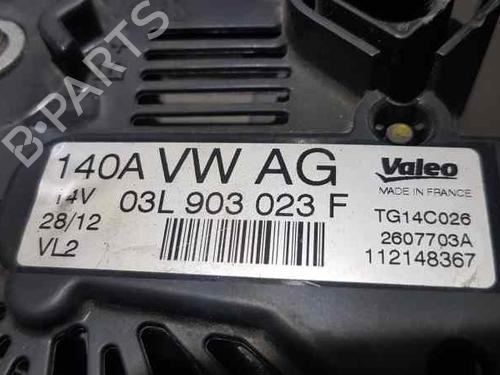 B-PARTS
140A VW AG
14V 03L 903 023 F
28/12
VL2
Valeo
MADE IN FRANCE
TG14C026
2607703A
112148367